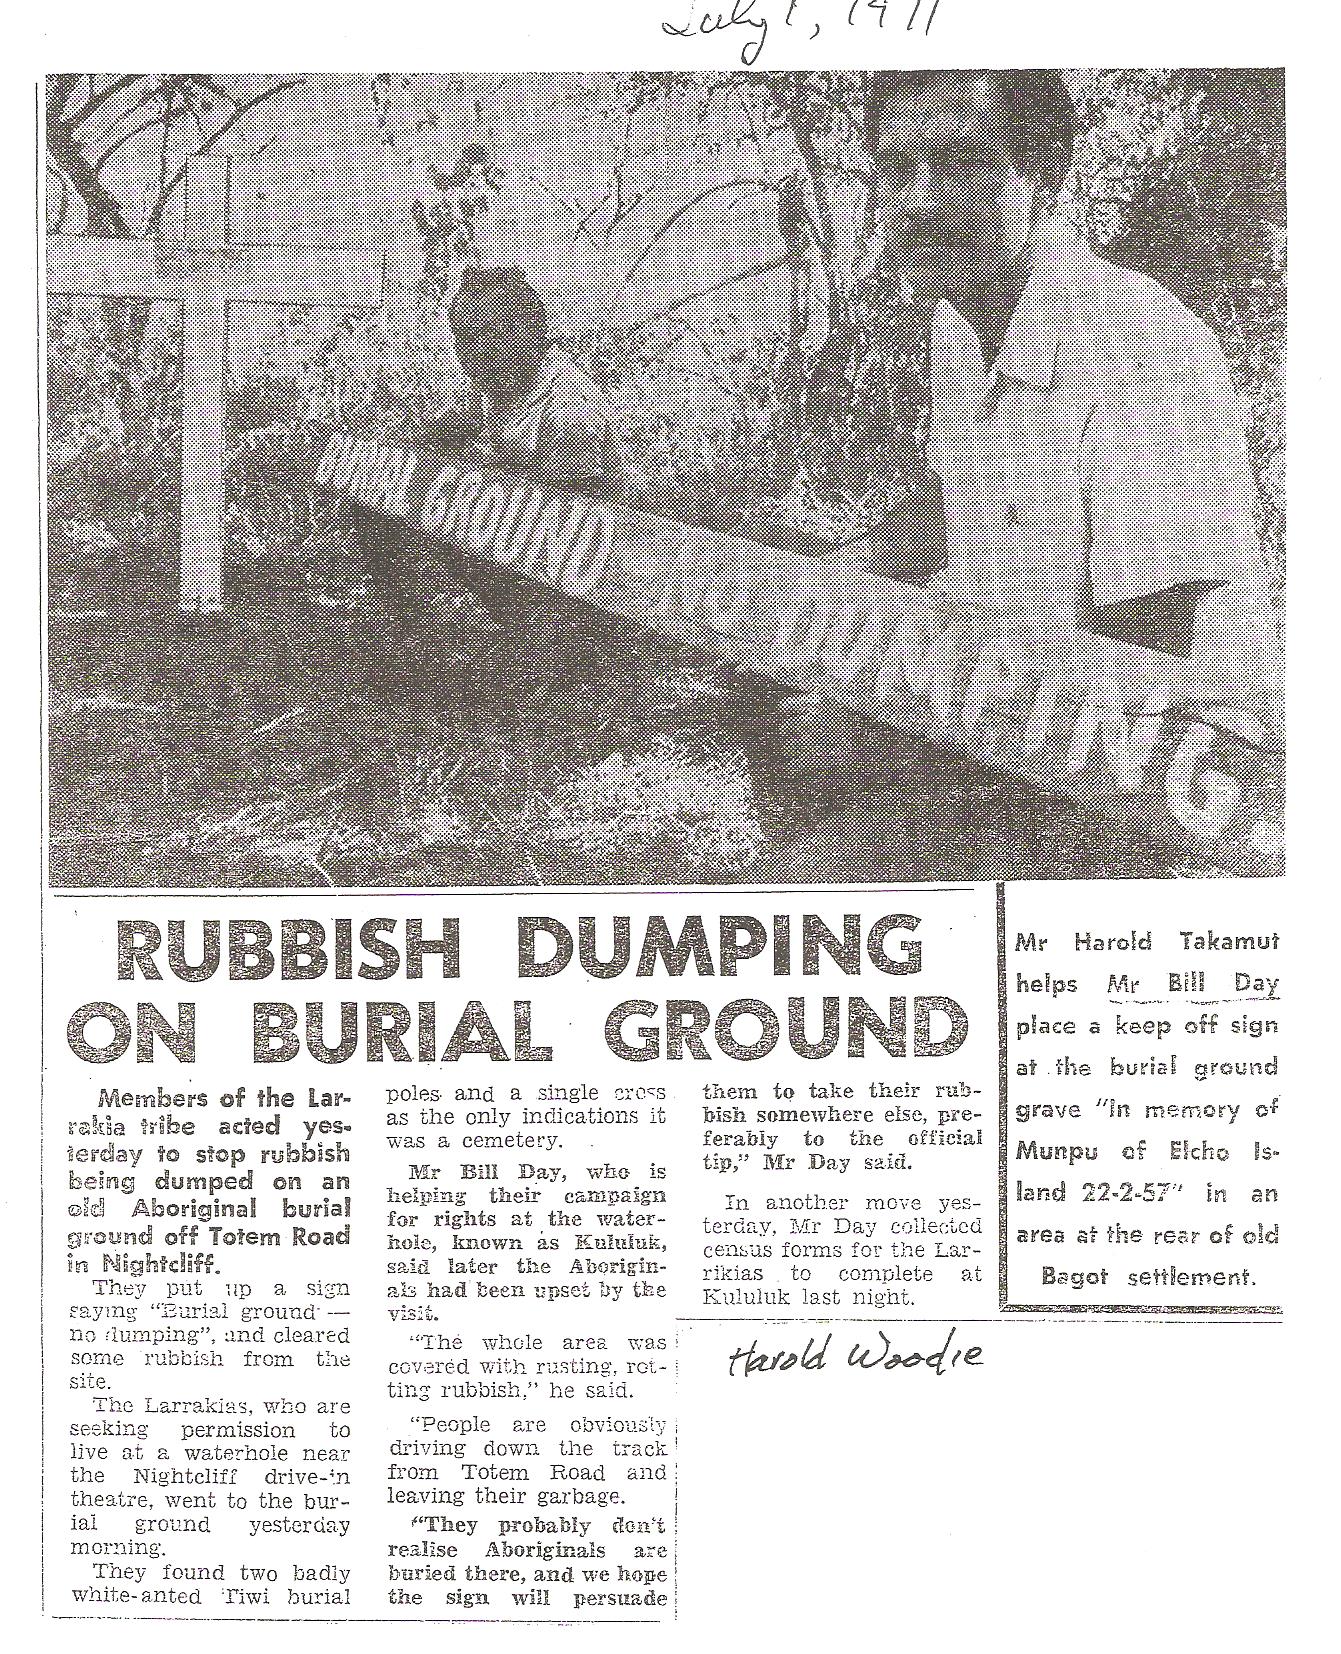 July 1, 1971
RUBBISH DUMPING
ON BURIAL GROUND
Members of the Lar-
rakia tribe acted yes-
terday to stop rubbish
being dumped on an
old Aboriginal burial
ground off Totem Road
in Nightcliff.
They put up a sign
saying "Burial ground —
no dumping", and cleared
some rubbish from the
site.
The Larrakias, who are
seeking permission to
live at a waterhole near
the Nightcliff drive-in
theatre, went to the bur-
ial ground yesterday
morning.
They found two badly
white-anted Tiwi burial
poles and a single cross
as the only indications it
was a cemetery.
Mr Bill Day, who is
helping their campaign
for rights at the water-
hole, known as Kululuk,
said later the Aborigin-
als had been upset by the
visit.
"The whole area was
covered with rusting, rot-
ting rubbish," he said.
"People are obviously
driving down the track
from Totem Road and
leaving their garbage.
"They probably don't
realise Aboriginals are
buried there, and we hope
the sign will persuade
them to take their rub-
bish somewhere else, pre-
ferably to the official
tip," Mr Day said.
In another move yes-
terday, Mr Day collected
census forms for the Lar-
rikias to complete at
Kululuk last night.
Mr Harold Takamut
helps Mr Bill Day
place a keep off sign
at the burial ground
grave "In memory of
Munpu of Elcho Is-
land 22-2-57" in an
area at the rear of old
Bagot settlement.
Harold Woodie